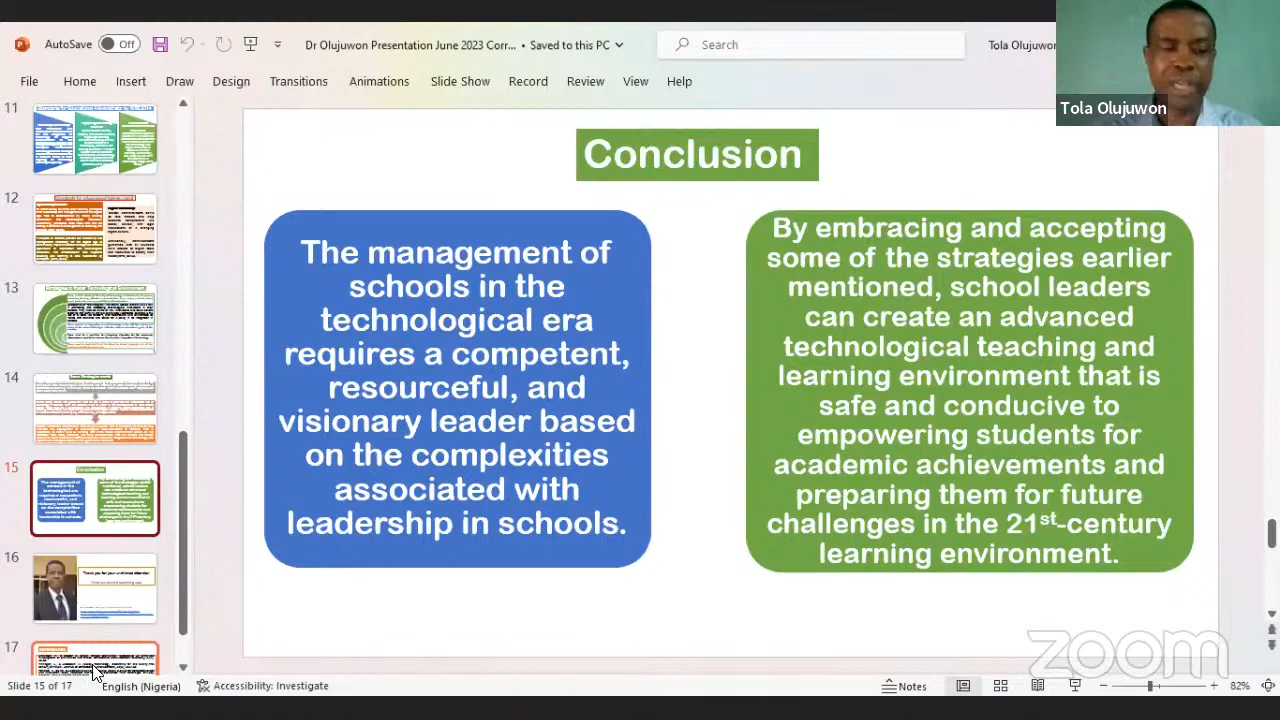 AutoSave Off Dr Olujuwon Presentation June 2023 Corr... • Saved to this PC Search Tola Olujuwon
File Home Insert Draw Design Transitions Animations Slide Show Record Review View Help
Tola Olujuwon
11
12
13
14
15
16
17
Conclusion
The management of
schools in the
technological era
requires a competent,
resourceful, and
visionary leader based
on the complexities
associated with
leadership in schools.
By embracing and accepting
some of the strategies earlier
mentioned, school leaders
can create an advanced
technological teaching and
learning environment that is
safe and conducive to
empowering students for
academic achievements and
preparing them for future
challenges in the 21st-century
learning environment.
zoom
Slide 15 of 17 English (Nigeria) Accessibility: Investigate Notes 82%